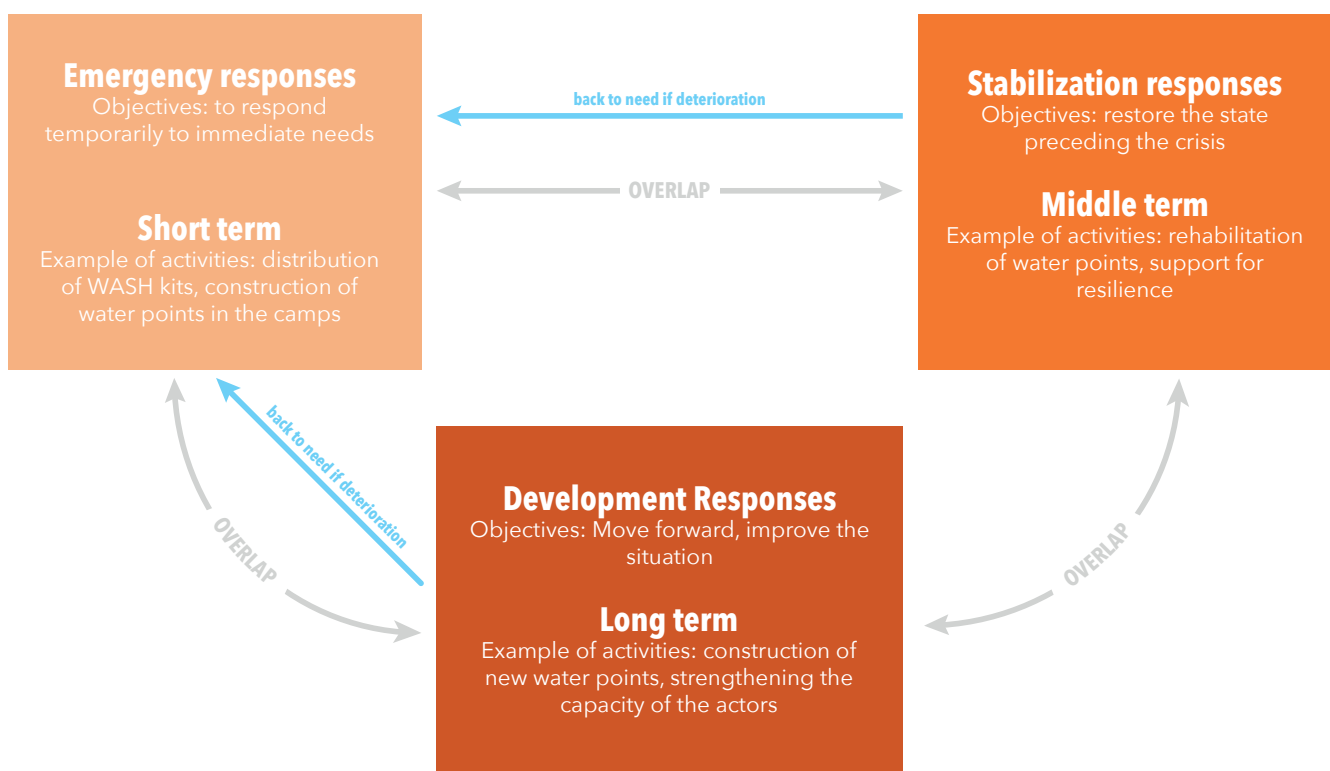 Emergency responses
Objectives: to respond
temporarily to immediate needs
Short term
Example of activities: distribution
of WASH kits, construction of
water points in the camps
back to need if deterioration
OVERLAP
Stabilization responses
Objectives: restore the state
preceding the crisis
Middle term
Example of activities: rehabilitation
of water points, support for
resilience
back to need if deterioration
OVERLAP
Development Responses
Objectives: Move forward, improve the
situation
Long term
Example of activities: construction of
new water points, strengthening the
capacity of the actors
OVERLAP